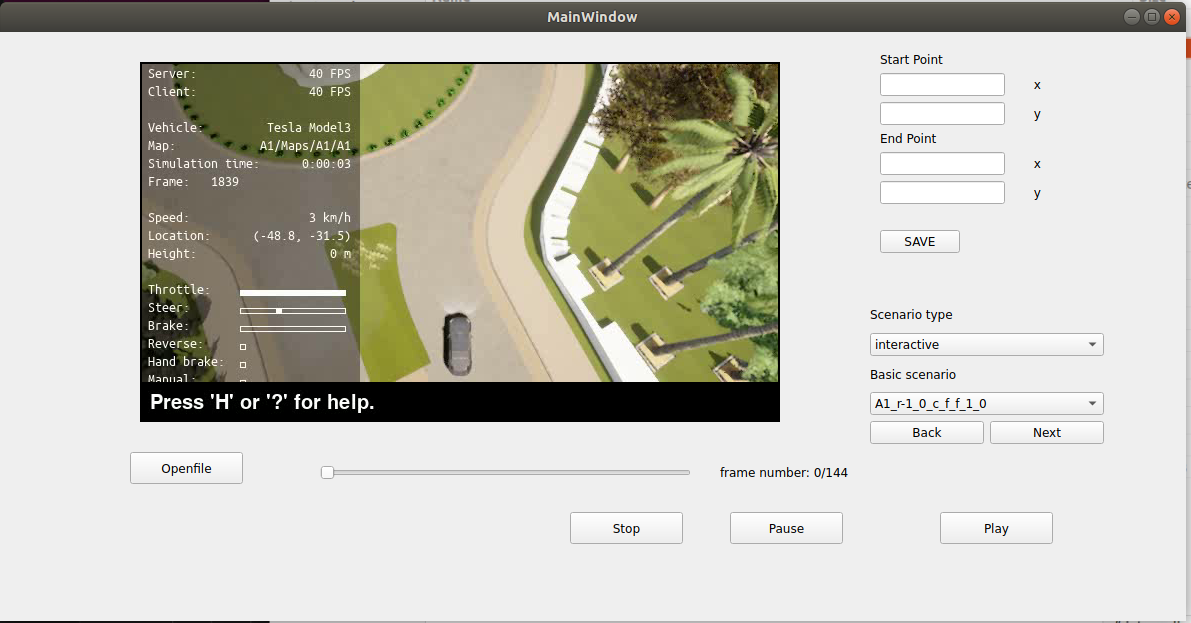 MainWindow
Server: 40 FPS
Client: 40 FPS
Vehicle: Tesla Model3
Map: A1/Maps/A1/A1
Simulation time: 0:00:03
Frame: 1839
Speed: 3 km/h
Location: (-48.8, -31.5)
Height: 0 m
Throttle:
Steer:
Brake:
Reverse:
Hand brake:
Manual:
Press 'H' or '?' for help.
Start Point
x
y
End Point
x
y
SAVE
Scenario type
interactive
Basic scenario
A1_r-1_0_c_f_f_1_0
Back Next
Openfile
frame number: 0/144
Stop Pause Play